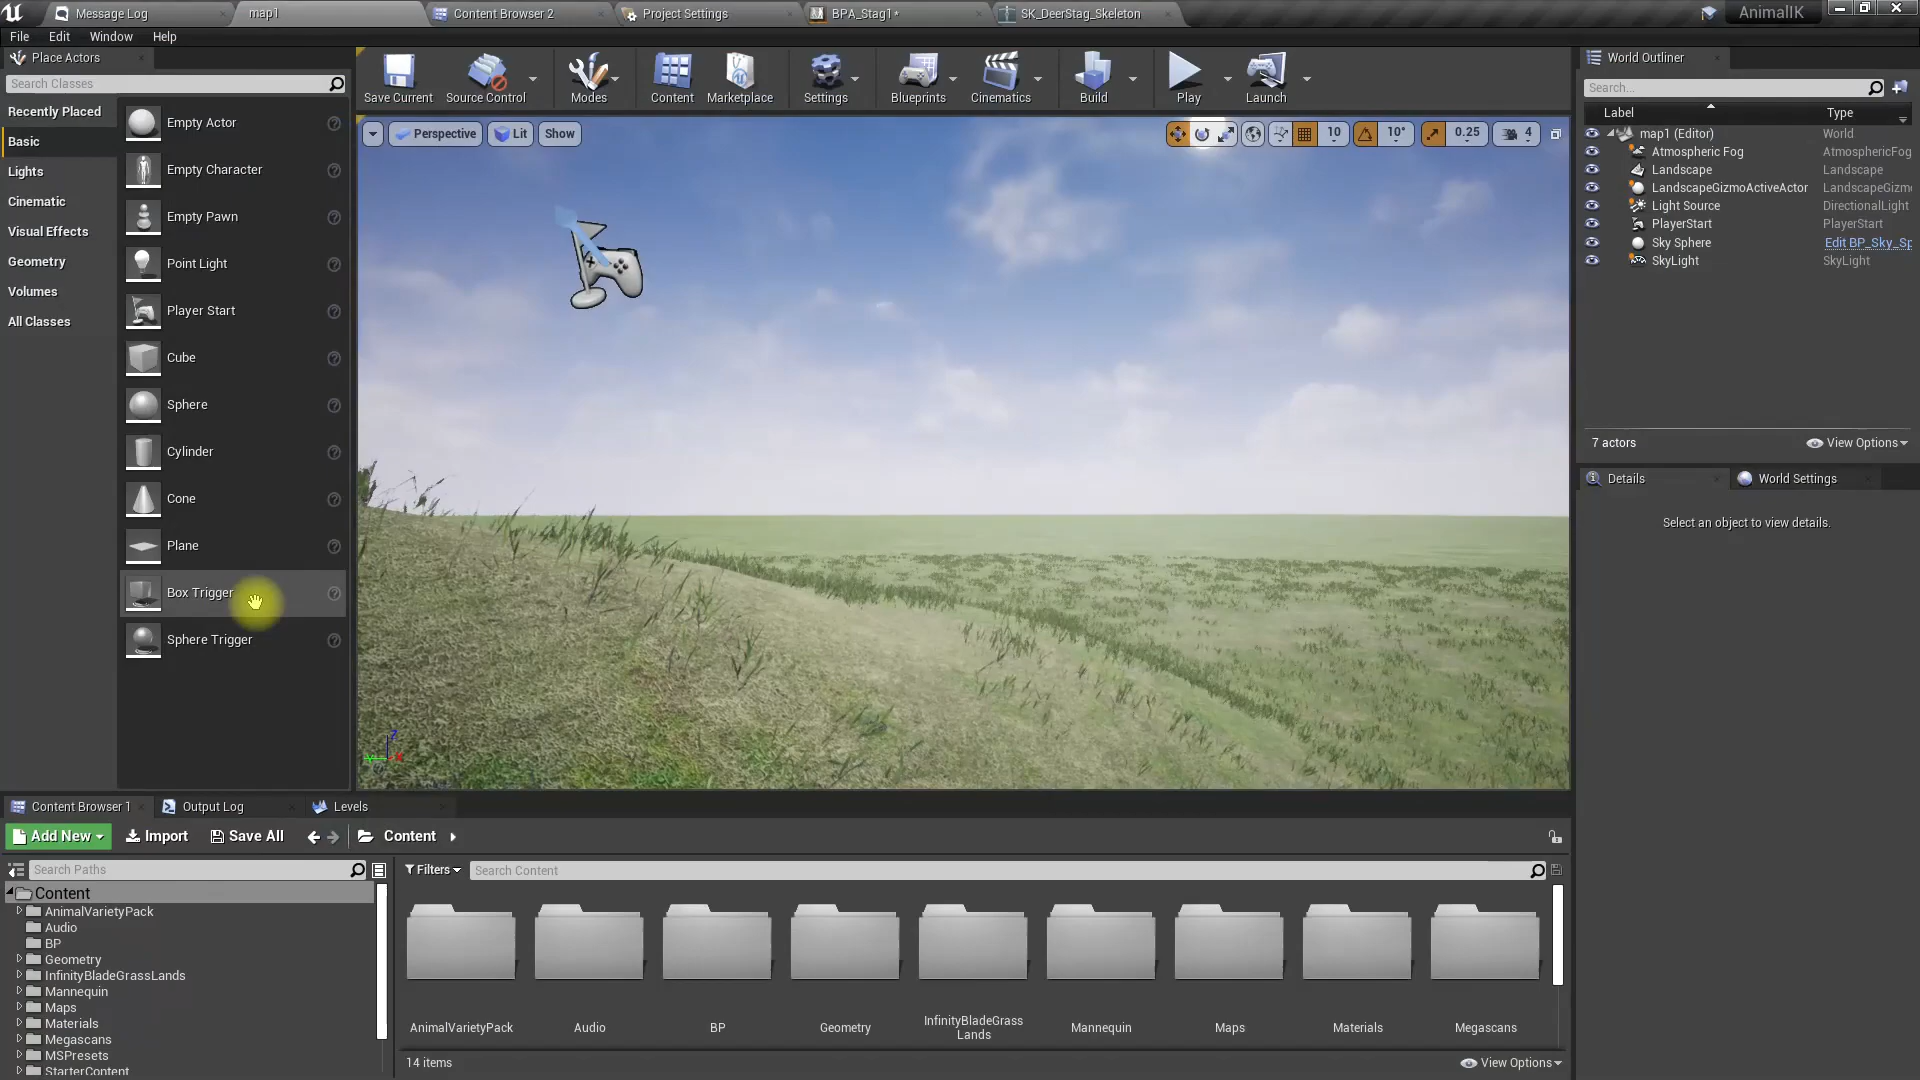 Message Log
map1
Content Browser 2
Project Settings
BPA_Stag1*
SK_DeerStag_Skeleton
AnimalIK
File Edit Window Help
Place Actors
Search Classes
Recently Placed
Basic
Lights
Cinematic
Visual Effects
Geometry
Volumes
All Classes
Empty Actor
Empty Character
Empty Pawn
Point Light
Player Start
Cube
Sphere
Cylinder
Cone
Plane
Box Trigger
Sphere Trigger
Save Current
Source Control
Modes
Content
Marketplace
Settings
Blueprints
Cinematics
Build
Play
Launch
Perspective
Lit
Show
10
10°
0.25
4
World Outliner
Search...
Label Type
map1 (Editor) World
Atmospheric Fog AtmosphericFog
Landscape Landscape
LandscapeGizmoActiveActor LandscapeGizm
Light Source DirectionalLight
PlayerStart PlayerStart
Sky Sphere Edit BP_Sky_Sp
SkyLight SkyLight
7 actors
View Options
Details
World Settings
Select an object to view details.
Content Browser 1
Output Log
Levels
Add New
Import
Save All
Content
Search Paths
Filters
Search Content
Content
AnimalVarietyPack
Audio
BP
Geometry
InfinityBladeGrassLands
Mannequin
Maps
Materials
Megascans
MSPresets
StarterContent
AnimalVarietyPack
Audio
BP
Geometry
InfinityBladeGrass
Lands
Mannequin
Maps
Materials
Megascans
14 items
View Options